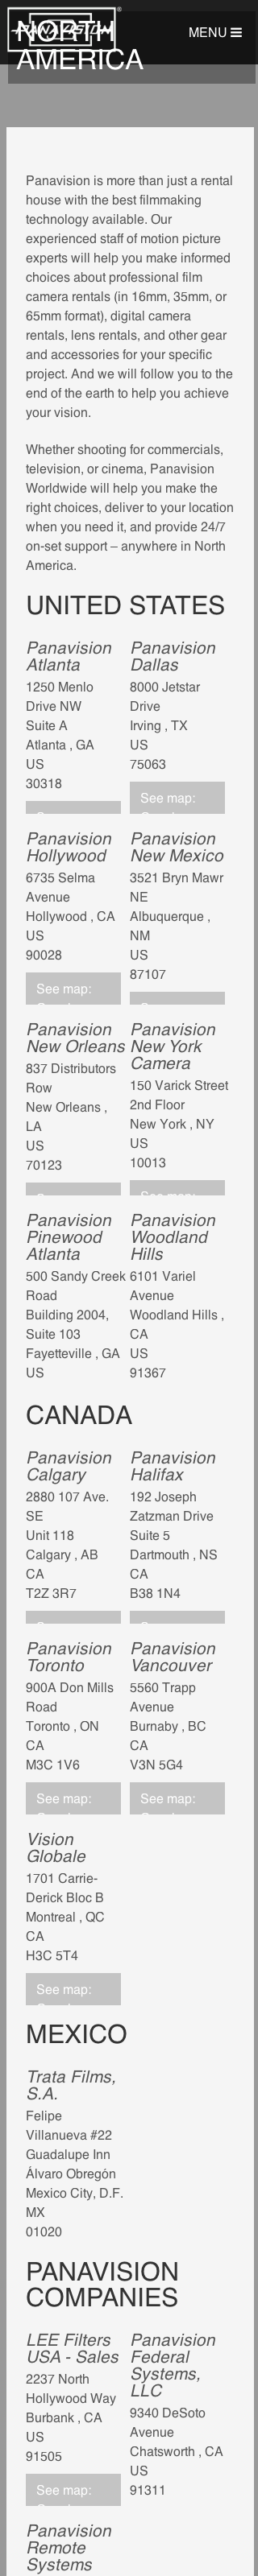 PANAVISION
MENU
NORTH
AMERICA
Panavision is more than just a rental
house with the best filmmaking
technology available. Our
experienced staff of motion picture
experts will help you make informed
choices about professional film
camera rentals (in 16mm, 35mm, or
65mm format), digital camera
rentals, lens rentals, and other gear
and accessories for your specific
project. And we will follow you to the
end of the earth to help you achieve
your vision.
Whether shooting for commercials,
television, or cinema, Panavision
Worldwide will help you make the
right choices, deliver to your location
when you need it, and provide 24/7
on-set support – anywhere in North
America.
UNITED STATES
Panavision
Atlanta
1250 Menlo
Drive NW
Suite A
Atlanta , GA
US
30318
Panavision
Dallas
8000 Jetstar
Drive
Irving , TX
US
75063
See map:
Panavision
Hollywood
6735 Selma
Avenue
Hollywood , CA
US
90028
See map:
Panavision
New Mexico
3521 Bryn Mawr
NE
Albuquerque ,
NM
US
87107
Panavision
New Orleans
837 Distributors
Row
New Orleans ,
LA
US
70123
Panavision
New York
Camera
150 Varick Street
2nd Floor
New York , NY
US
10013
See map:
Panavision
Pinewood
Atlanta
500 Sandy Creek
Road
Building 2004,
Suite 103
Fayetteville , GA
US
Panavision
Woodland
Hills
6101 Variel
Avenue
Woodland Hills ,
CA
US
91367
CANADA
Panavision
Calgary
2880 107 Ave.
SE
Unit 118
Calgary , AB
CA
T2Z 3R7
Panavision
Halifax
192 Joseph
Zatzman Drive
Suite 5
Dartmouth , NS
CA
B38 1N4
Panavision
Toronto
900A Don Mills
Road
Toronto , ON
CA
M3C 1V6
See map:
Panavision
Vancouver
5560 Trapp
Avenue
Burnaby , BC
CA
V3N 5G4
See map:
Vision
Globale
1701 Carrie-
Derick Bloc B
Montreal , QC
CA
H3C 5T4
See map:
MEXICO
Trata Films,
S.A.
Felipe
Villanueva #22
Guadalupe Inn
Álvaro Obregón
Mexico City, D.F.
MX
01020
PANAVISION
COMPANIES
LEE Filters
USA - Sales
2237 North
Hollywood Way
Burbank , CA
US
91505
See map:
Panavision
Federal
Systems,
LLC
9340 DeSoto
Avenue
Chatsworth , CA
US
91311
Panavision
Remote
Systems